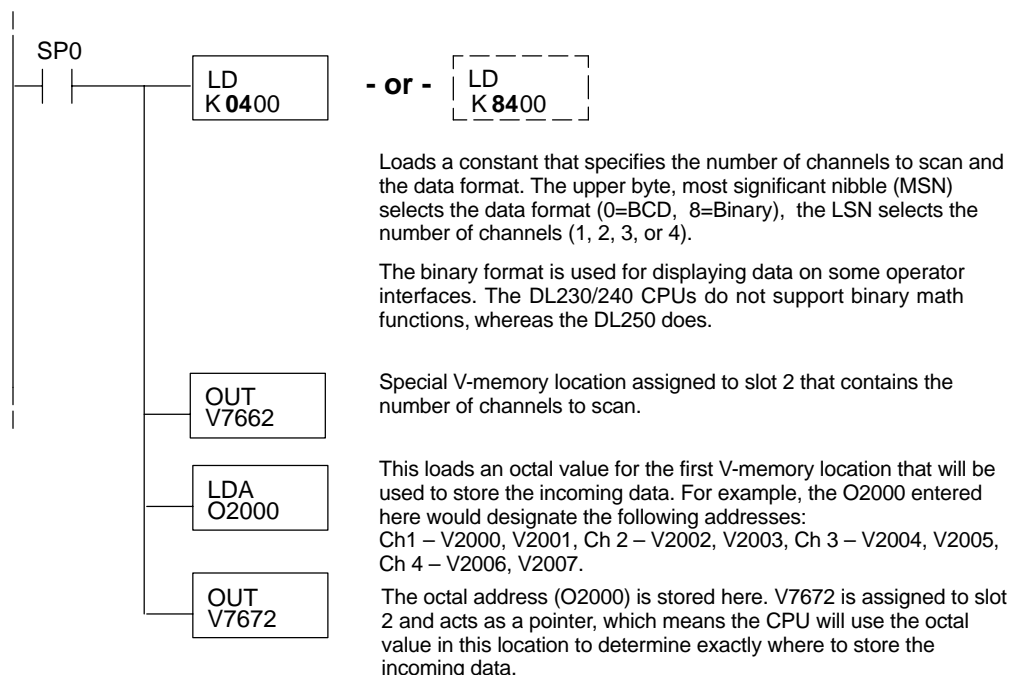 SP0
LD
K 0400
- or -
LD
K 8400
Loads a constant that specifies the number of channels to scan and
the data format. The upper byte, most significant nibble (MSN)
selects the data format (0=BCD, 8=Binary), the LSN selects the
number of channels (1, 2, 3, or 4).
The binary format is used for displaying data on some operator
interfaces. The DL230/240 CPUs do not support binary math
functions, whereas the DL250 does.
OUT
V7662
Special V-memory location assigned to slot 2 that contains the
number of channels to scan.
LDA
O2000
This loads an octal value for the first V-memory location that will be
used to store the incoming data. For example, the O2000 entered
here would designate the following addresses:
Ch1 – V2000, V2001, Ch 2 – V2002, V2003, Ch 3 – V2004, V2005,
Ch 4 – V2006, V2007.
OUT
V7672
The octal address (O2000) is stored here. V7672 is assigned to slot
2 and acts as a pointer, which means the CPU will use the octal
value in this location to determine exactly where to store the
incoming data.